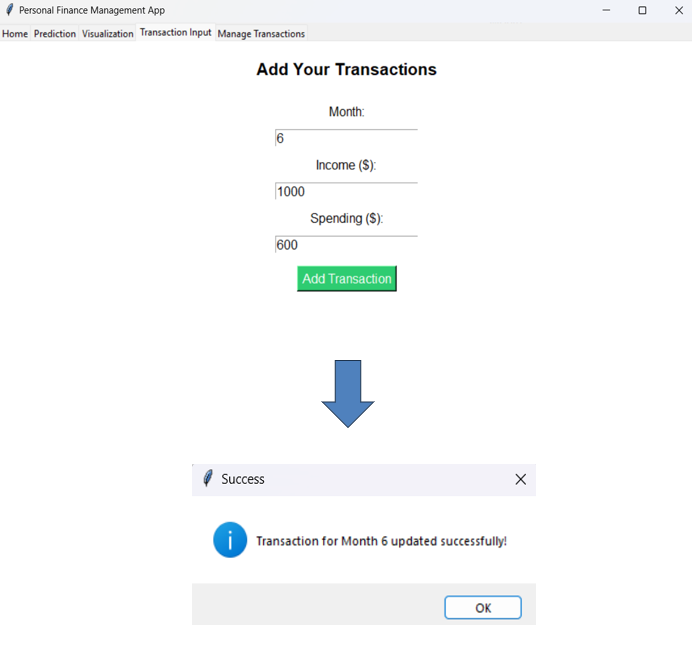 Personal Finance Management App
Home Prediction Visualization Transaction Input Manage Transactions
Add Your Transactions
Month:
6
Income ($):
1000
Spending ($):
600
Add Transaction
Success
i
Transaction for Month 6 updated successfully!
OK